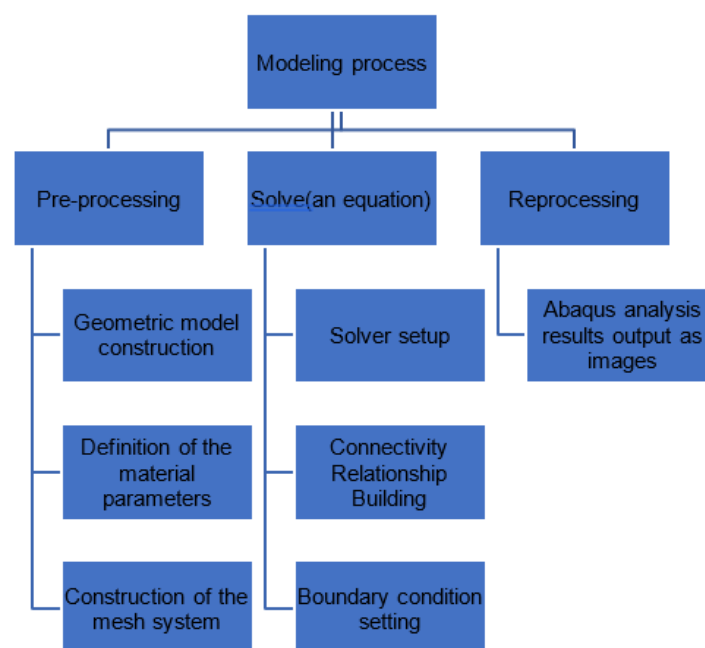 Modeling process
Pre-processing
Solve(an equation)
Reprocessing
Geometric model
construction
Solver setup
Abaqus analysis
results output as
images
Definition of the
material
parameters
Connectivity
Relationship
Building
Construction of the
mesh system
Boundary condition
setting